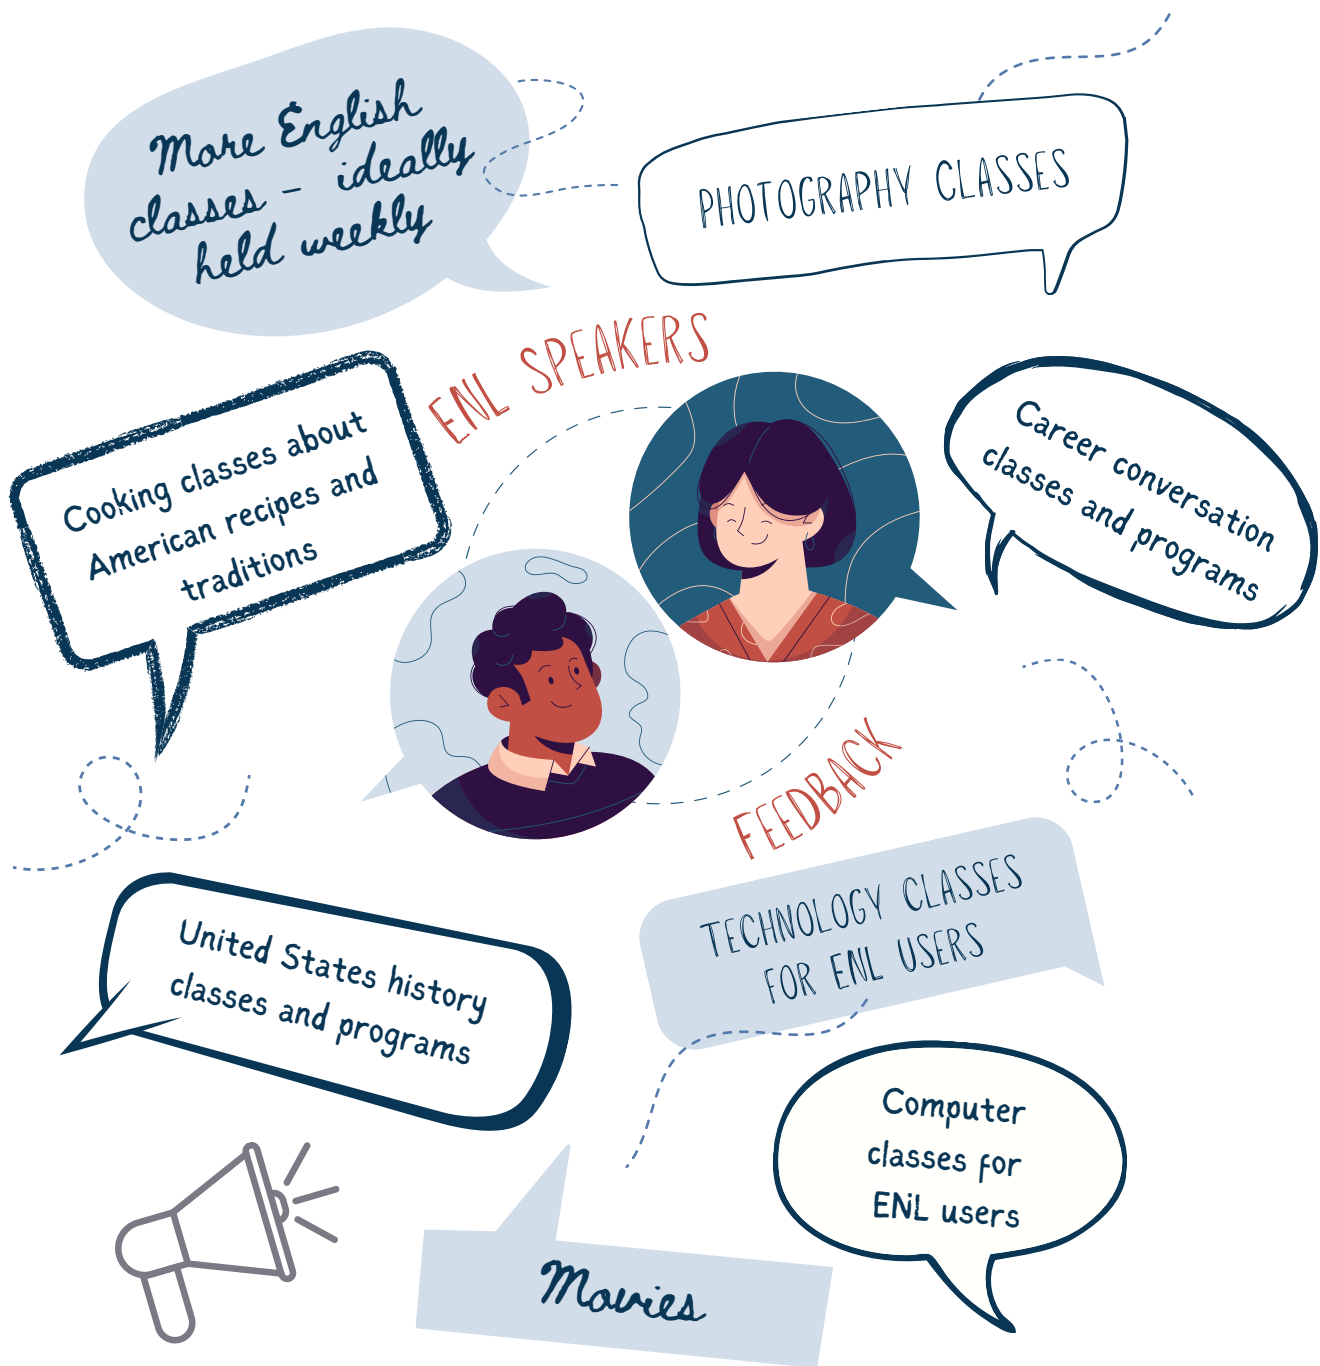 More English
classes - ideally
held weekly
PHOTOGRAPHY CLASSES
ENL SPEAKERS
Cooking classes about
American recipes and
traditions
Career conversation
classes and programs
FEEDBACK
United States history
classes and programs
TECHNOLOGY CLASSES
FOR ENL USERS
Computer
classes for
ENL users
Movies